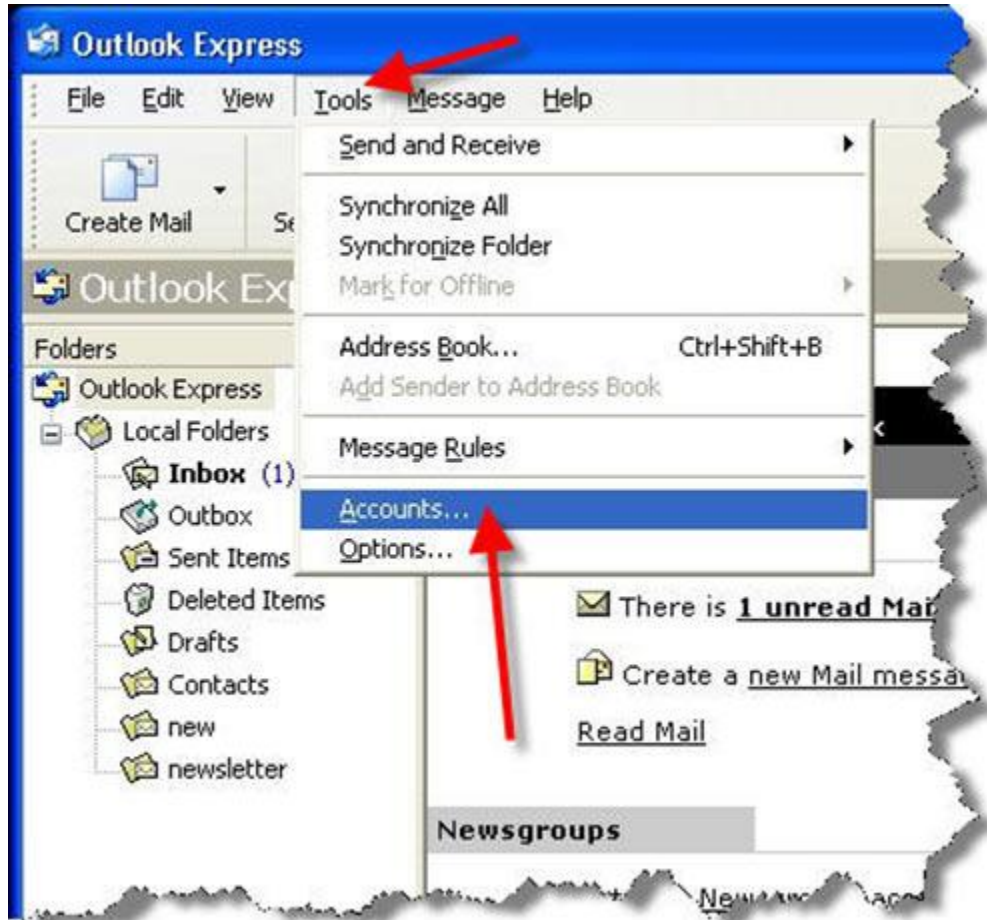 Outlook Express
File Edit View Tools Message Help
Create Mail
Send and Receive
Synchronize All
Synchronize Folder
Mark for Offline
Outlook
Address Book... Ctrl+Shift+B
Add Sender to Address Book
Message Rules
Accounts...
Options...
Folders
Outlook Express
Local Folders
Inbox (1)
Outbox
Sent Items
Deleted Items
Drafts
Contacts
new
newsletter
There is 1 unread Mai
Create a new Mail messa
Read Mail
Newsgroups